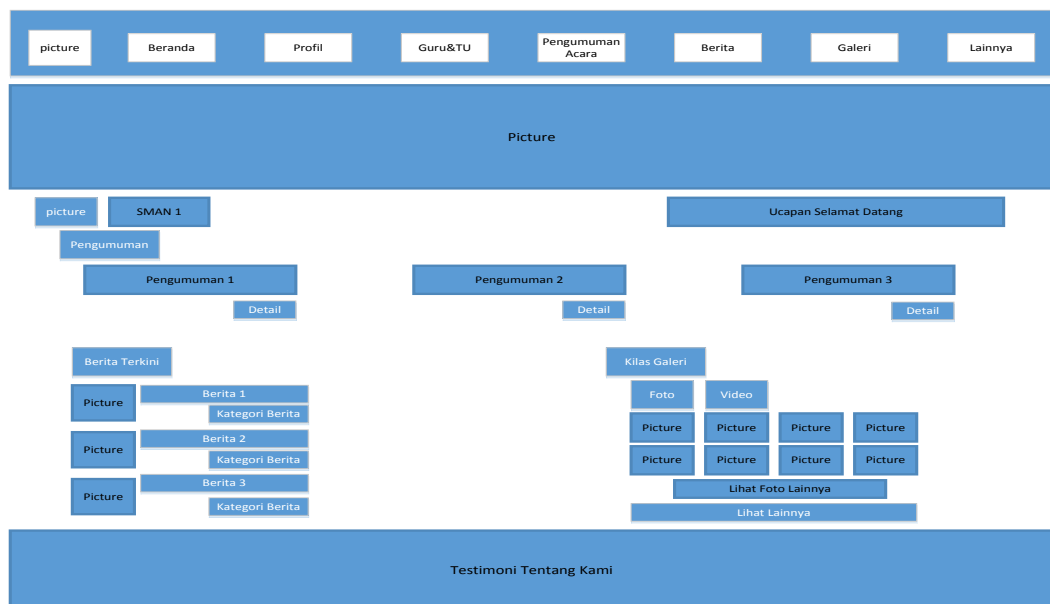 picture
Beranda
Profil
Guru&TU
Pengumuman
Acara
Berita
Galeri
Lainnya
Picture
picture
SMAN 1
Ucapan Selamat Datang
Pengumuman
Pengumuman 1
Pengumuman 2
Pengumuman 3
Detail
Detail
Detail
Berita Terkini
Picture
Berita 1
Kategori Berita
Picture
Berita 2
Kategori Berita
Picture
Berita 3
Kategori Berita
Kilas Galeri
Foto
Video
Picture
Picture
Picture
Picture
Picture
Picture
Picture
Picture
Lihat Foto Lainnya
Lihat Lainnya
Testimoni Tentang Kami